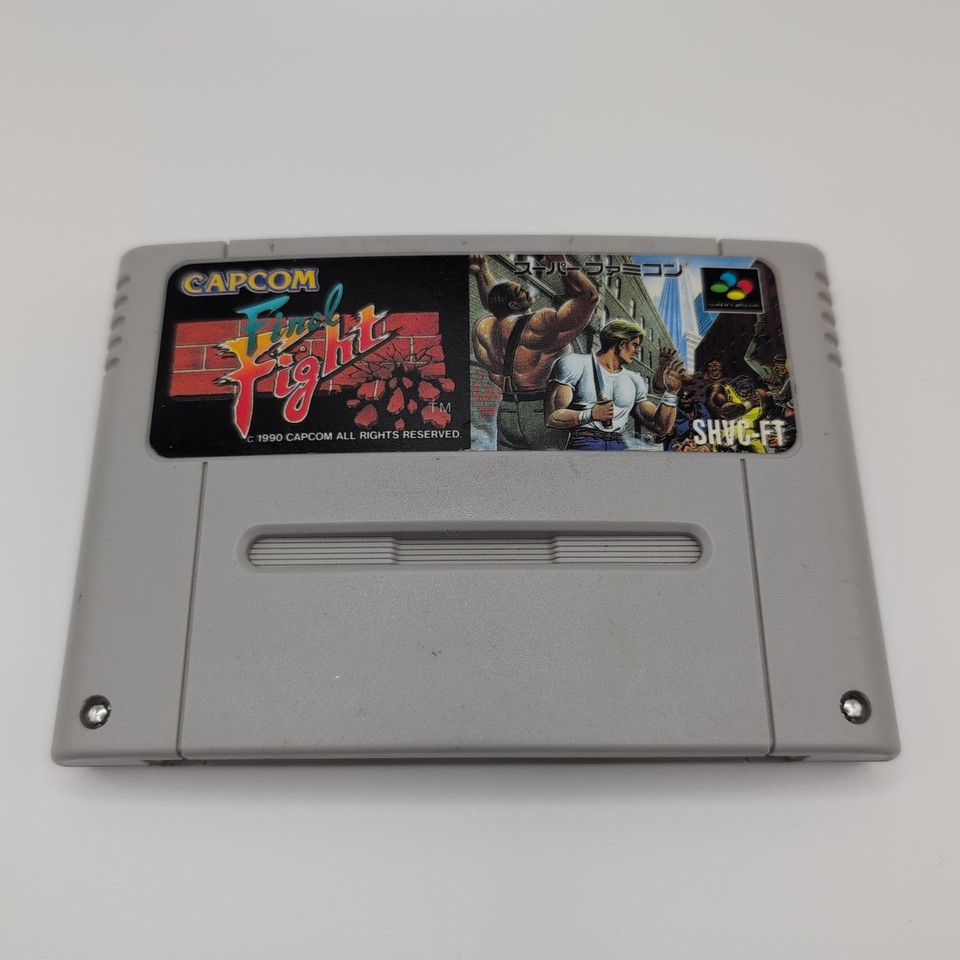 CAPCOM
Final
Fight
TM
© 1990 CAPCOM ALL RIGHTS RESERVED.
スーパーファミコン
SHVC-FT